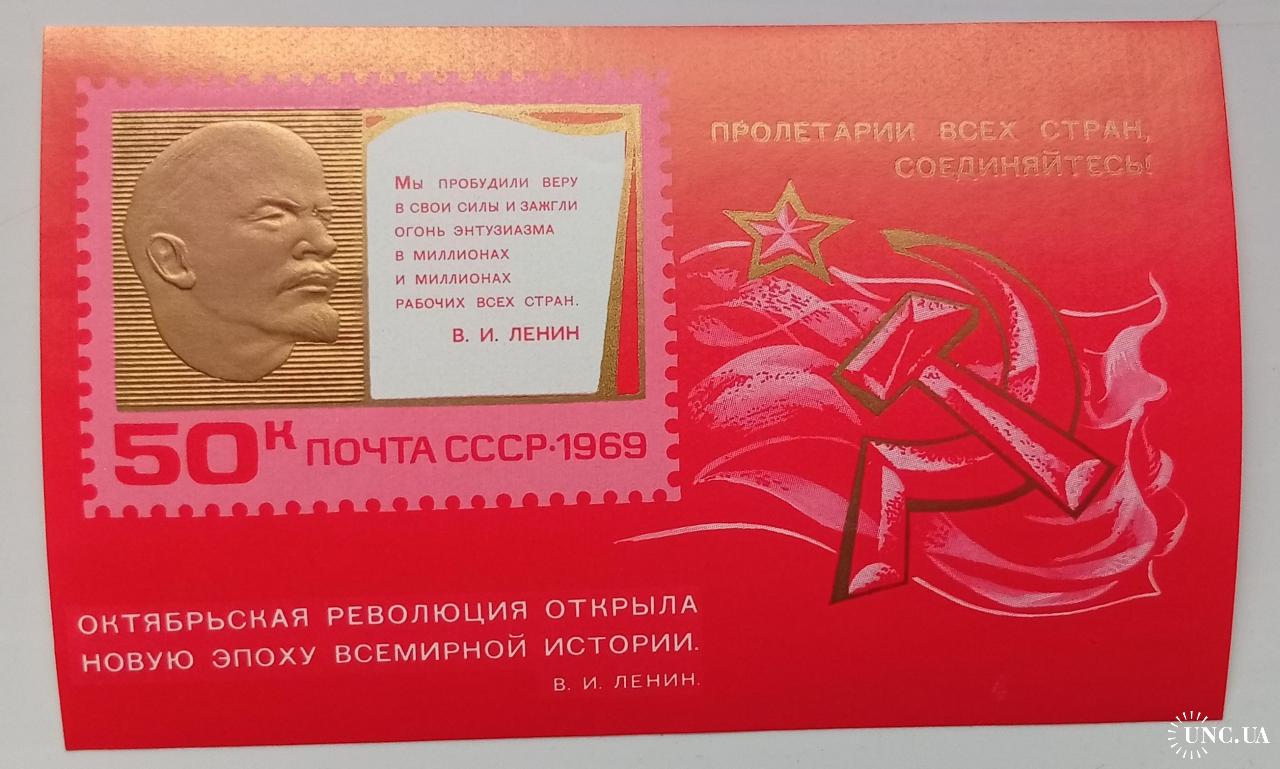 ПРОЛЕТАРИИ ВСЕХ СТРАН,
СОЕДИНЯЙТЕСЬ!
Мы ПРОБУДИЛИ ВЕРУ
В СВОИ СИЛЫ И ЗАЖГЛИ
ОГОНЬ ЭНТУЗИАЗМА
В МИЛЛИОНАХ
И МИЛЛИОНАХ
РАБОЧИХ ВСЕХ СТРАН.
В. И. ЛЕНИН
50К ПОЧТА СССР·1969
ОКТЯБРЬСКАЯ РЕВОЛЮЦИЯ ОТКРЫЛА
НОВУЮ ЭПОХУ ВСЕМИРНОЙ ИСТОРИИ.
В. И. ЛЕНИН.
UNC.UA